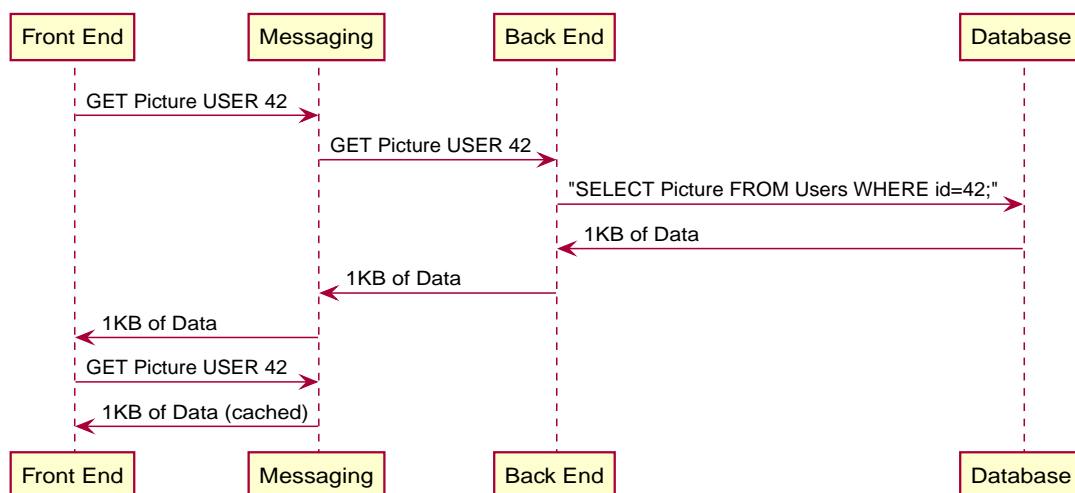 Front End Messaging Back End Database
GET Picture USER 42
GET Picture USER 42
"SELECT Picture FROM Users WHERE id=42;"
1KB of Data
1KB of Data
1KB of Data
GET Picture USER 42
1KB of Data (cached)
Front End Messaging Back End Database